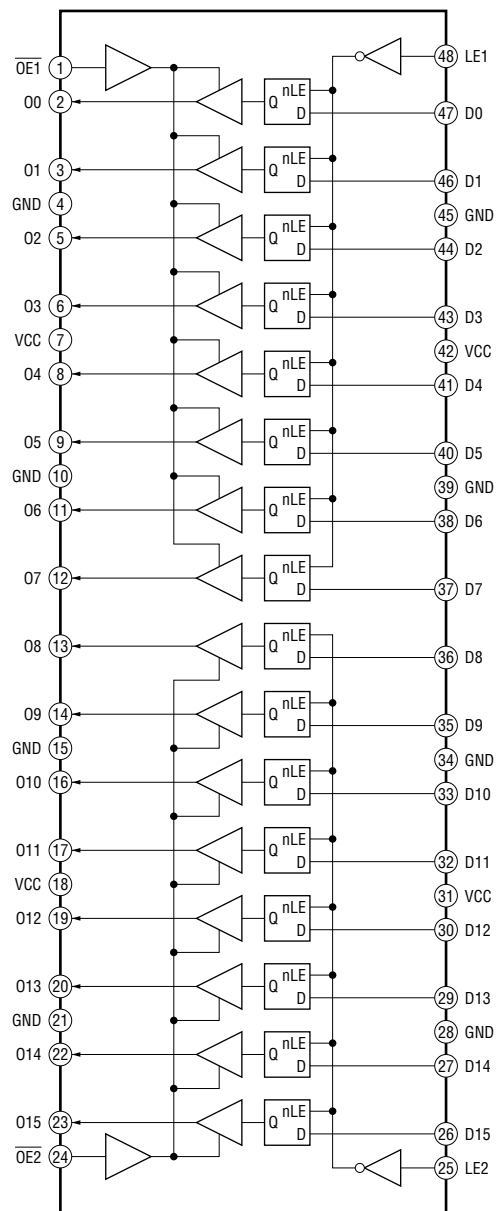 OE1 1 48 LE1
O0 2 Q nLE D 47 D0
O1 3 Q nLE D 46 D1
GND 4 45 GND
O2 5 Q nLE D 44 D2
O3 6 Q nLE D 43 D3
VCC 7 42 VCC
O4 8 Q nLE D 41 D4
O5 9 Q nLE D 40 D5
GND 10 39 GND
O6 11 Q nLE D 38 D6
O7 12 Q nLE D 37 D7
O8 13 Q nLE D 36 D8
O9 14 Q nLE D 35 D9
GND 15 34 GND
O10 16 Q nLE D 33 D10
O11 17 Q nLE D 32 D11
VCC 18 31 VCC
O12 19 Q nLE D 30 D12
O13 20 Q nLE D 29 D13
GND 21 28 GND
O14 22 Q nLE D 27 D14
O15 23 Q nLE D 26 D15
OE2 24 25 LE2